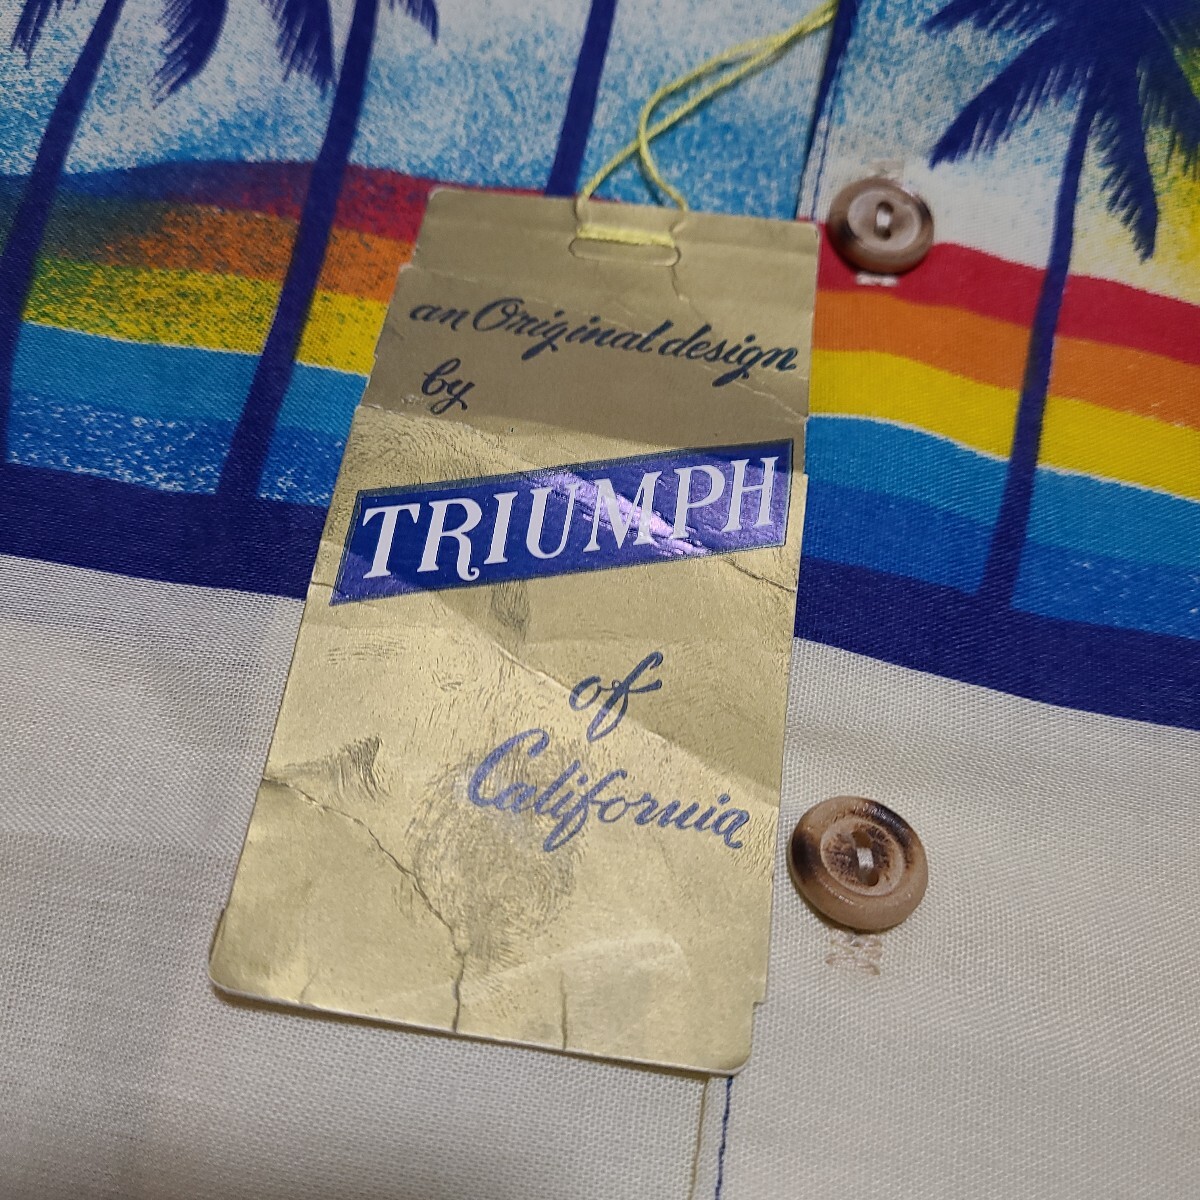 an Original design
by
TRIUMPH
of
California